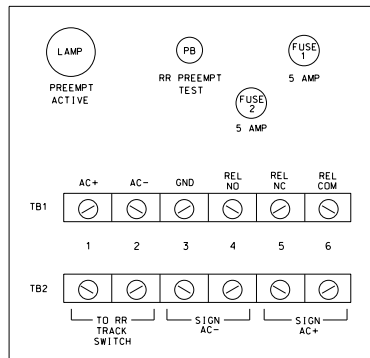 LAMP
PREEMPT
ACTIVE
PB
RR PREEMPT
TEST
FUSE
1
5 AMP
FUSE
2
5 AMP
AC+
AC-
GND
REL
NO
REL
NC
REL
COM
TB1
1 2 3 4 5 6
TB2
TO RR
TRACK
SWITCH
SIGN
AC-
SIGN
AC+